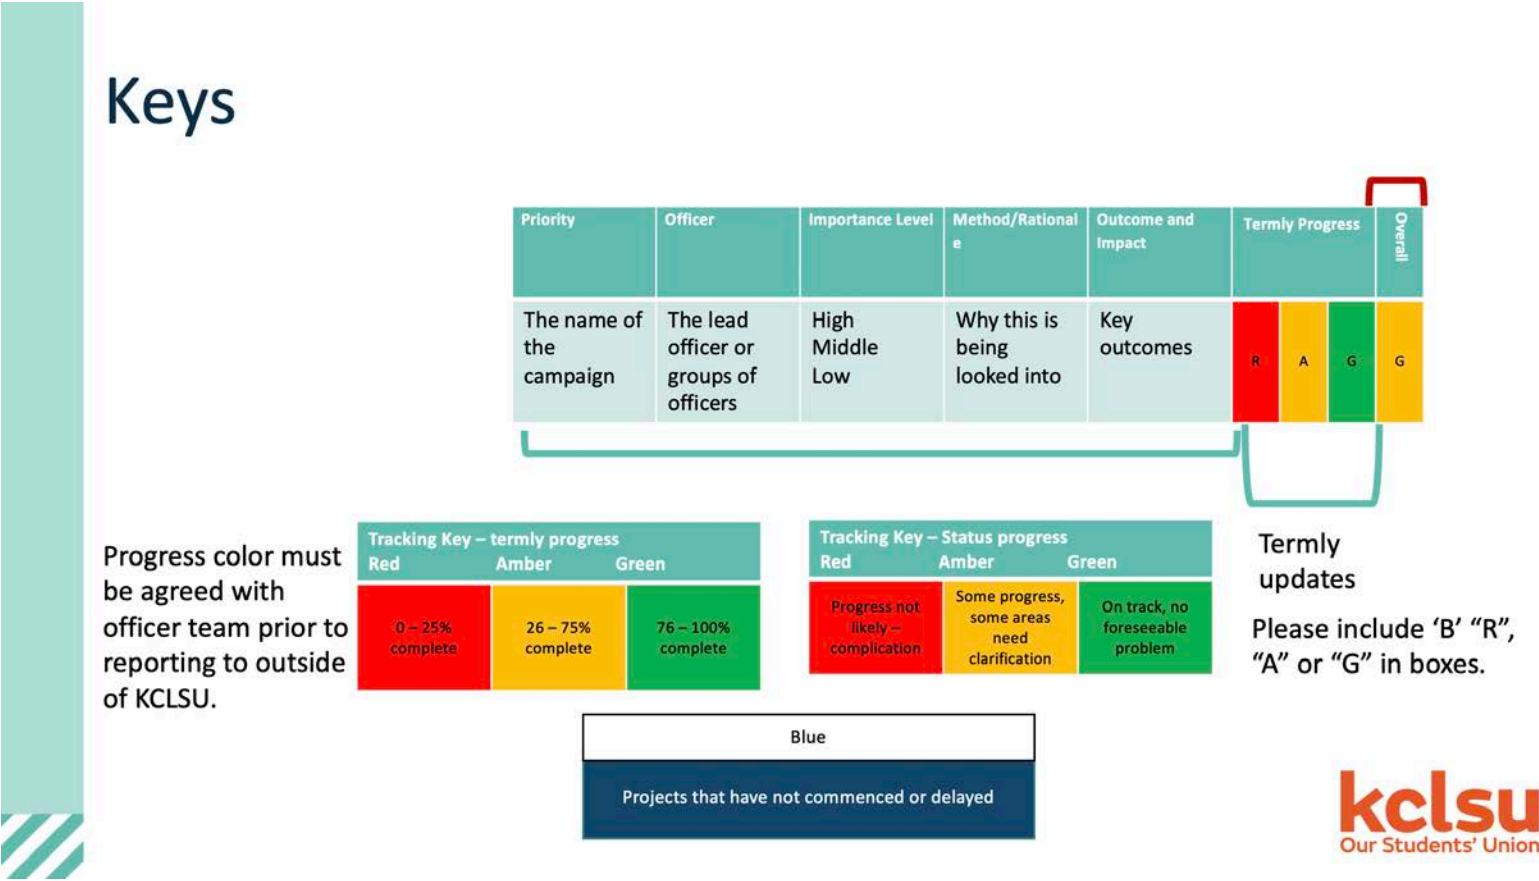 Keys
Priority
Officer
Importance Level
Method/Rational
e
Outcome and
Impact
Termly Progress
Overall
The name of
the
campaign
The lead
officer or
groups of
officers
High
Middle
Low
Why this is
being
looked into
Key
outcomes
R
A
G
G
Progress color must
be agreed with
officer team prior to
reporting to outside
of KCLSU.
Tracking Key – termly progress
Red Amber Green
0 – 25%
complete
26 – 75%
complete
76 – 100%
complete
Tracking Key – Status progress
Red Amber Green
Progress not
likely –
complication
Some progress,
some areas
need
clarification
On track, no
foreseeable
problem
Termly
updates
Please include ‘B’ “R”,
“A” or “G” in boxes.
Blue
Projects that have not commenced or delayed
kclsu
Our Students’ Union